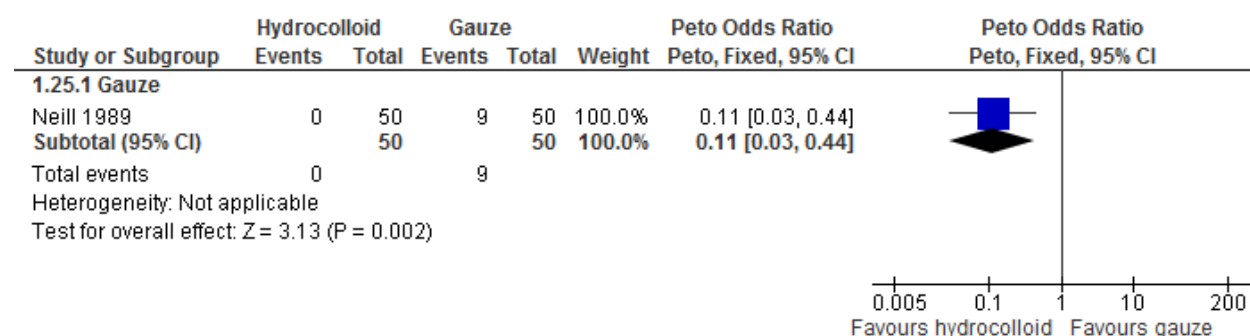 Hydrocolloid Gauze Peto Odds Ratio Peto Odds Ratio
Study or Subgroup Events Total Events Total Weight Peto, Fixed, 95% CI Peto, Fixed, 95% CI
1.25.1 Gauze
Neill 1989 0 50 9 50 100.0% 0.11 [0.03, 0.44]
Subtotal (95% CI) 50 50 100.0% 0.11 [0.03, 0.44]
Total events 0 9
Heterogeneity: Not applicable
Test for overall effect: Z = 3.13 (P = 0.002)
0.005 0.1 1 10 200
Favours hydrocolloid Favours gauze